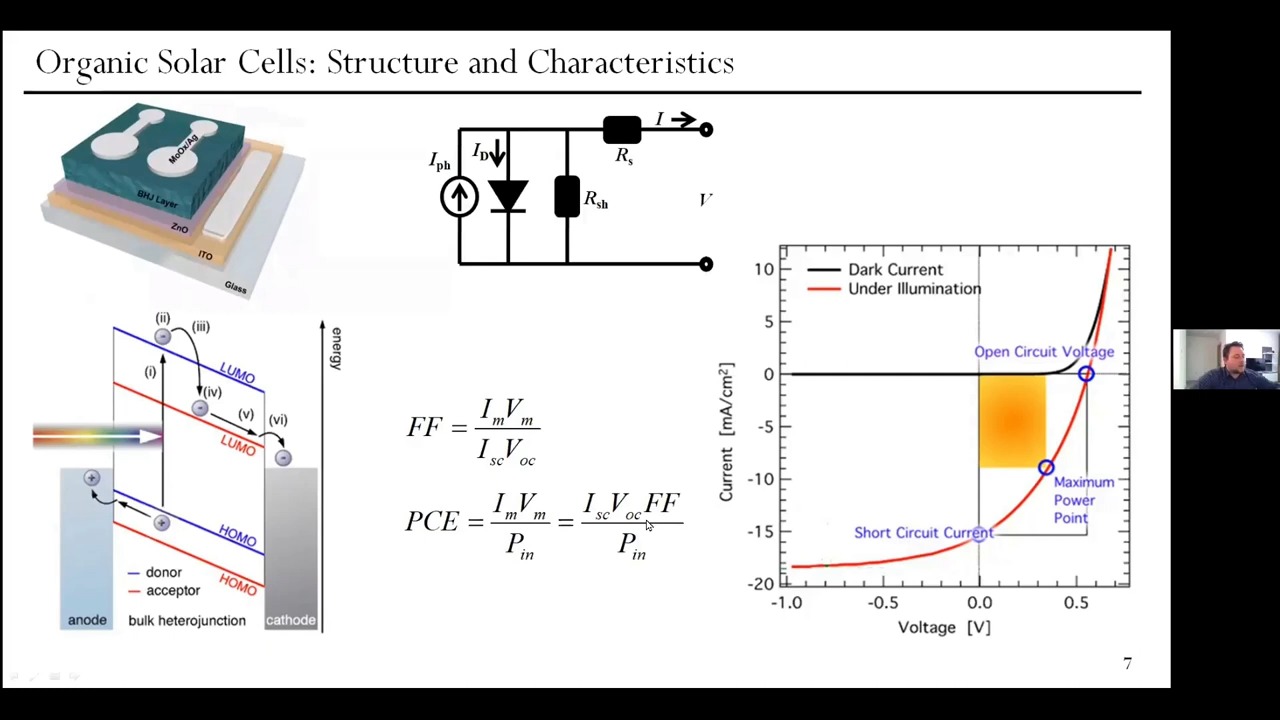 Organic Solar Cells: Structure and Characteristics
MoOx/Ag
BHJ Layer
ZnO
ITO
Glass
I
I_D
I_ph
R_s
R_sh
V
(ii)
(iii)
(i)
LUMO
(iv)
(v)
(vi)
LUMO
HOMO
HOMO
donor
acceptor
anode
bulk heterojunction
cathode
energy
FF = I_m V_m / I_sc V_oc
PCE = I_m V_m / P_in = I_sc V_oc FF / P_in
Dark Current
Under Illumination
Open Circuit Voltage
Maximum
Power
Point
Short Circuit Current
Current [mA/cm²]
10
5
0
-5
-10
-15
-20
-1.0
-0.5
0.0
0.5
Voltage [V]
7